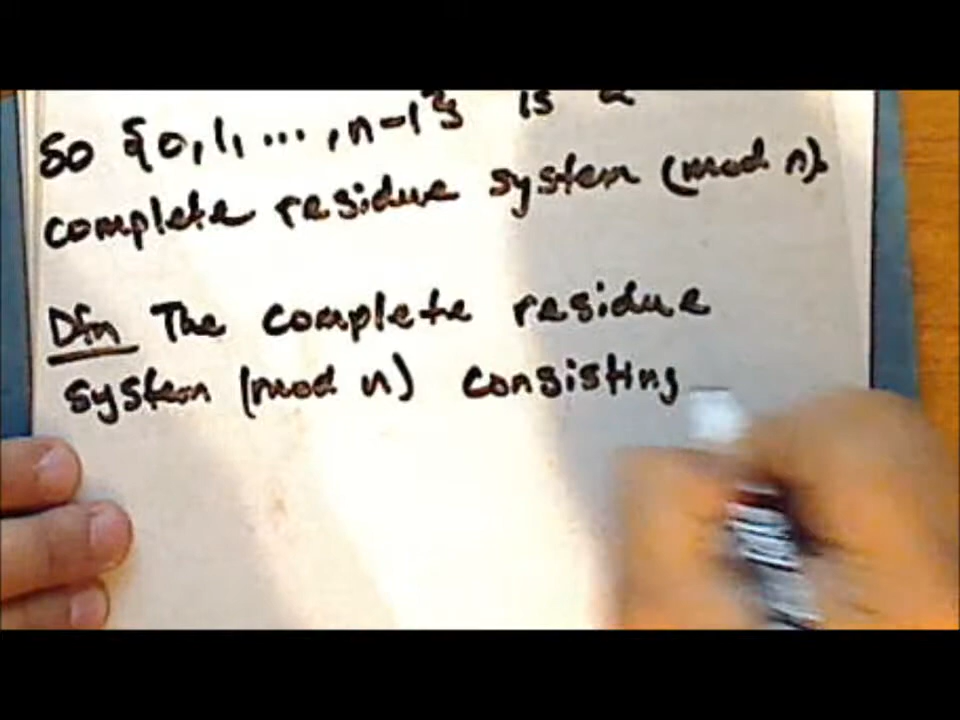 So {0, 1, ..., n-1} is a
complete residue system (mod n).
Dfn The complete residue
system (mod n) consisting